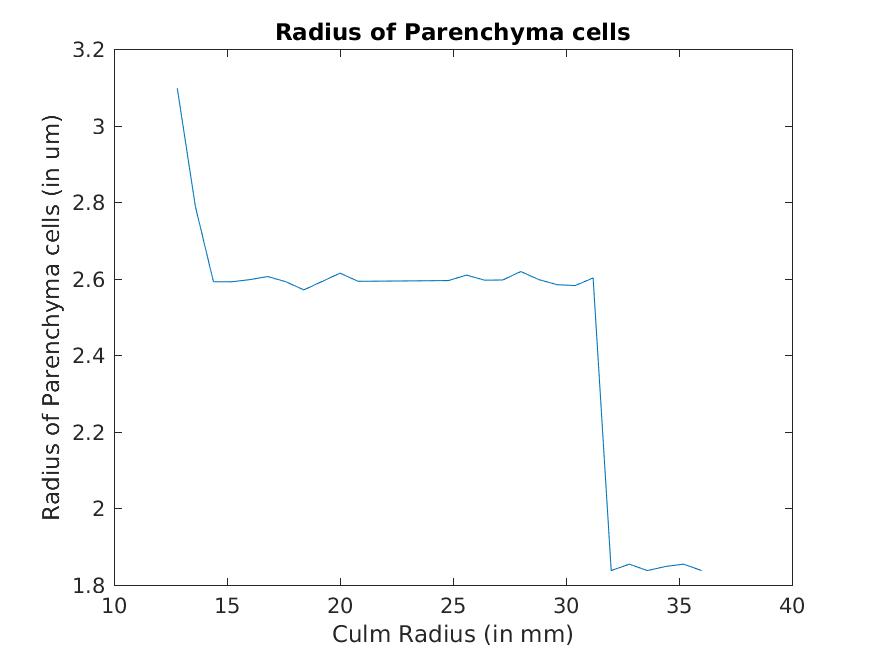 Radius of Parenchyma cells
3.2
3
2.8
2.6
2.4
2.2
2
1.8
Radius of Parenchyma cells (in um)
10 15 20 25 30 35 40
Culm Radius (in mm)